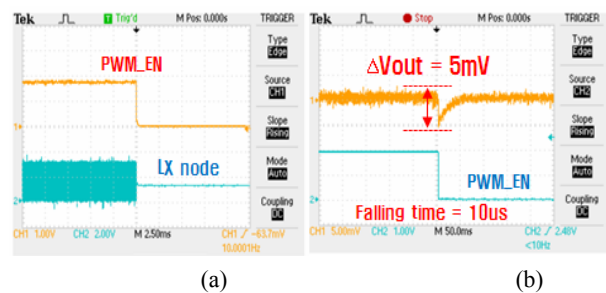 Tek Trig'd M Pos: 0.000s TRIGGER
Type
Edge
PWM_EN
Source
CH1
Slope
Rising
Mode
Auto
LX node
Coupling
DC
CH1 1.00V CH2 2.00V M 2.50ms CH1 -63.7mV
10.0001Hz
(a)
Tek Stop M Pos: 0.000s TRIGGER
Type
Edge
ΔVout = 5mV
Source
CH2
Slope
Rising
Mode
Auto
PWM_EN
Coupling
DC
Falling time = 10us
CH1 5.00mV CH2 1.00V M 50.0ms CH2 2.48V
<10Hz
(b)